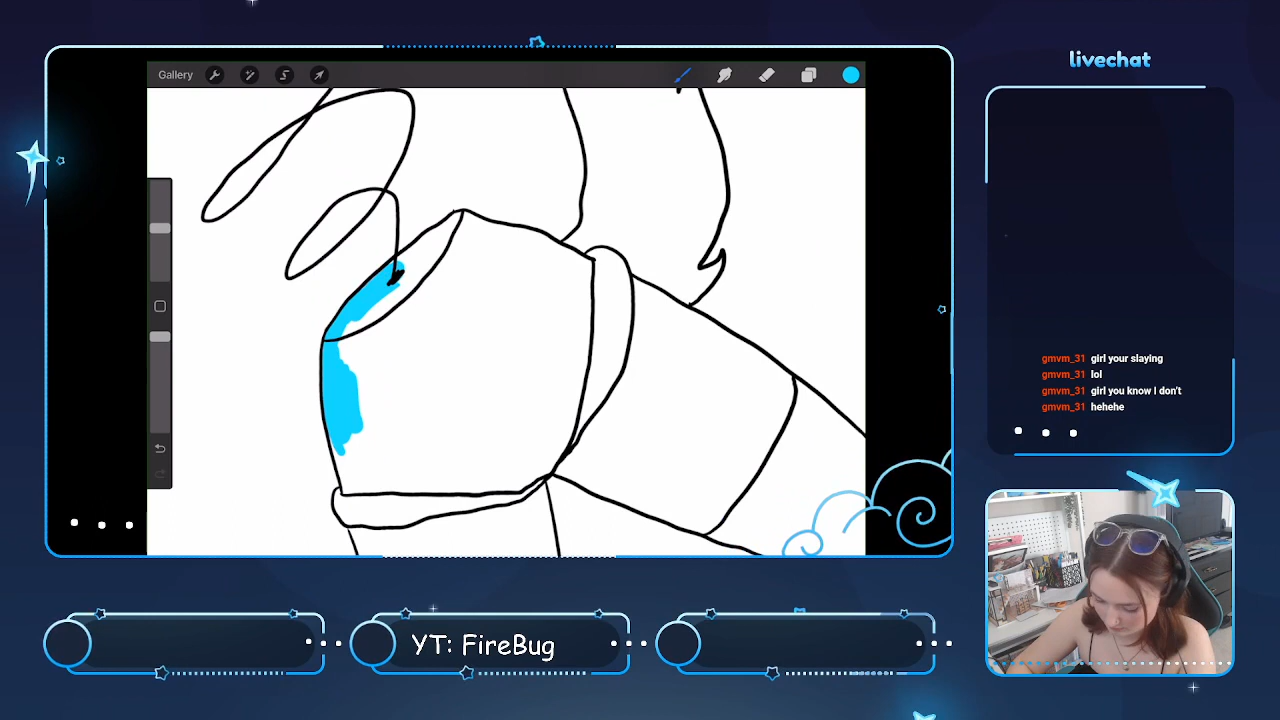 Gallery
livechat
gmvm_31 girl your slaying
gmvm_31 lol
gmvm_31 girl you know I don't
gmvm_31 hehehe
YT: FireBug